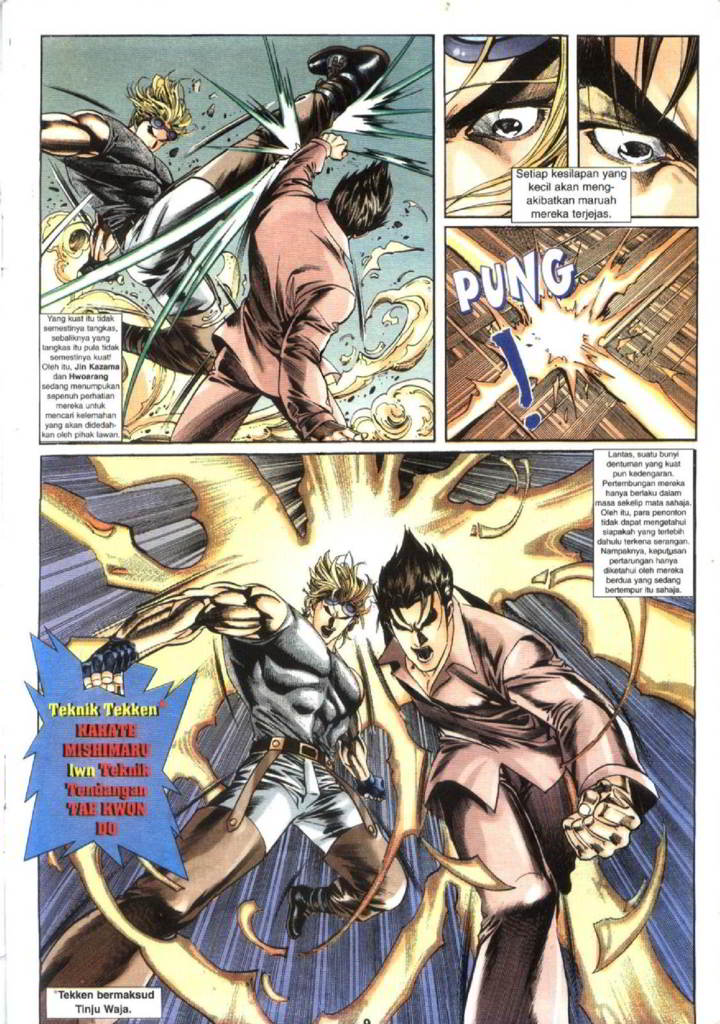 Yang kuat itu tidak
semestinya tangkas,
sebaliknya yang
tangkas itu pula tidak
semestinya kuat!
Oleh itu, Jin Kazama
dan Hwoarang
sedang menumpukan
sepenuh perhatian
mereka untuk
mencari kelemahan
yang akan didedah-
kan oleh pihak lawan.
Setiap kesilapan yang
kecil akan meng-
akibatkan maruah
mereka terjejas.
PUNG
!
Lantas, suatu bunyi
dentuman yang kuat
pun kedengaran.
Pertembungan mereka
hanya berlaku dalam
masa sekelip mata sahaja.
Oleh itu, para penonton
tidak dapat mengetahui
siapakah yang terlebih
dahulu terkena serangan.
Nampaknya, keputusan
pertarungan hanya
diketahui oleh mereka
berdua yang sedang
bertempur itu sahaja.
Teknik Tekken*
KARATE
MISHIMARU
lwn Teknik
Tendangan
TAE KWON
DO
*Tekken bermaksud
Tinju Waja.
9